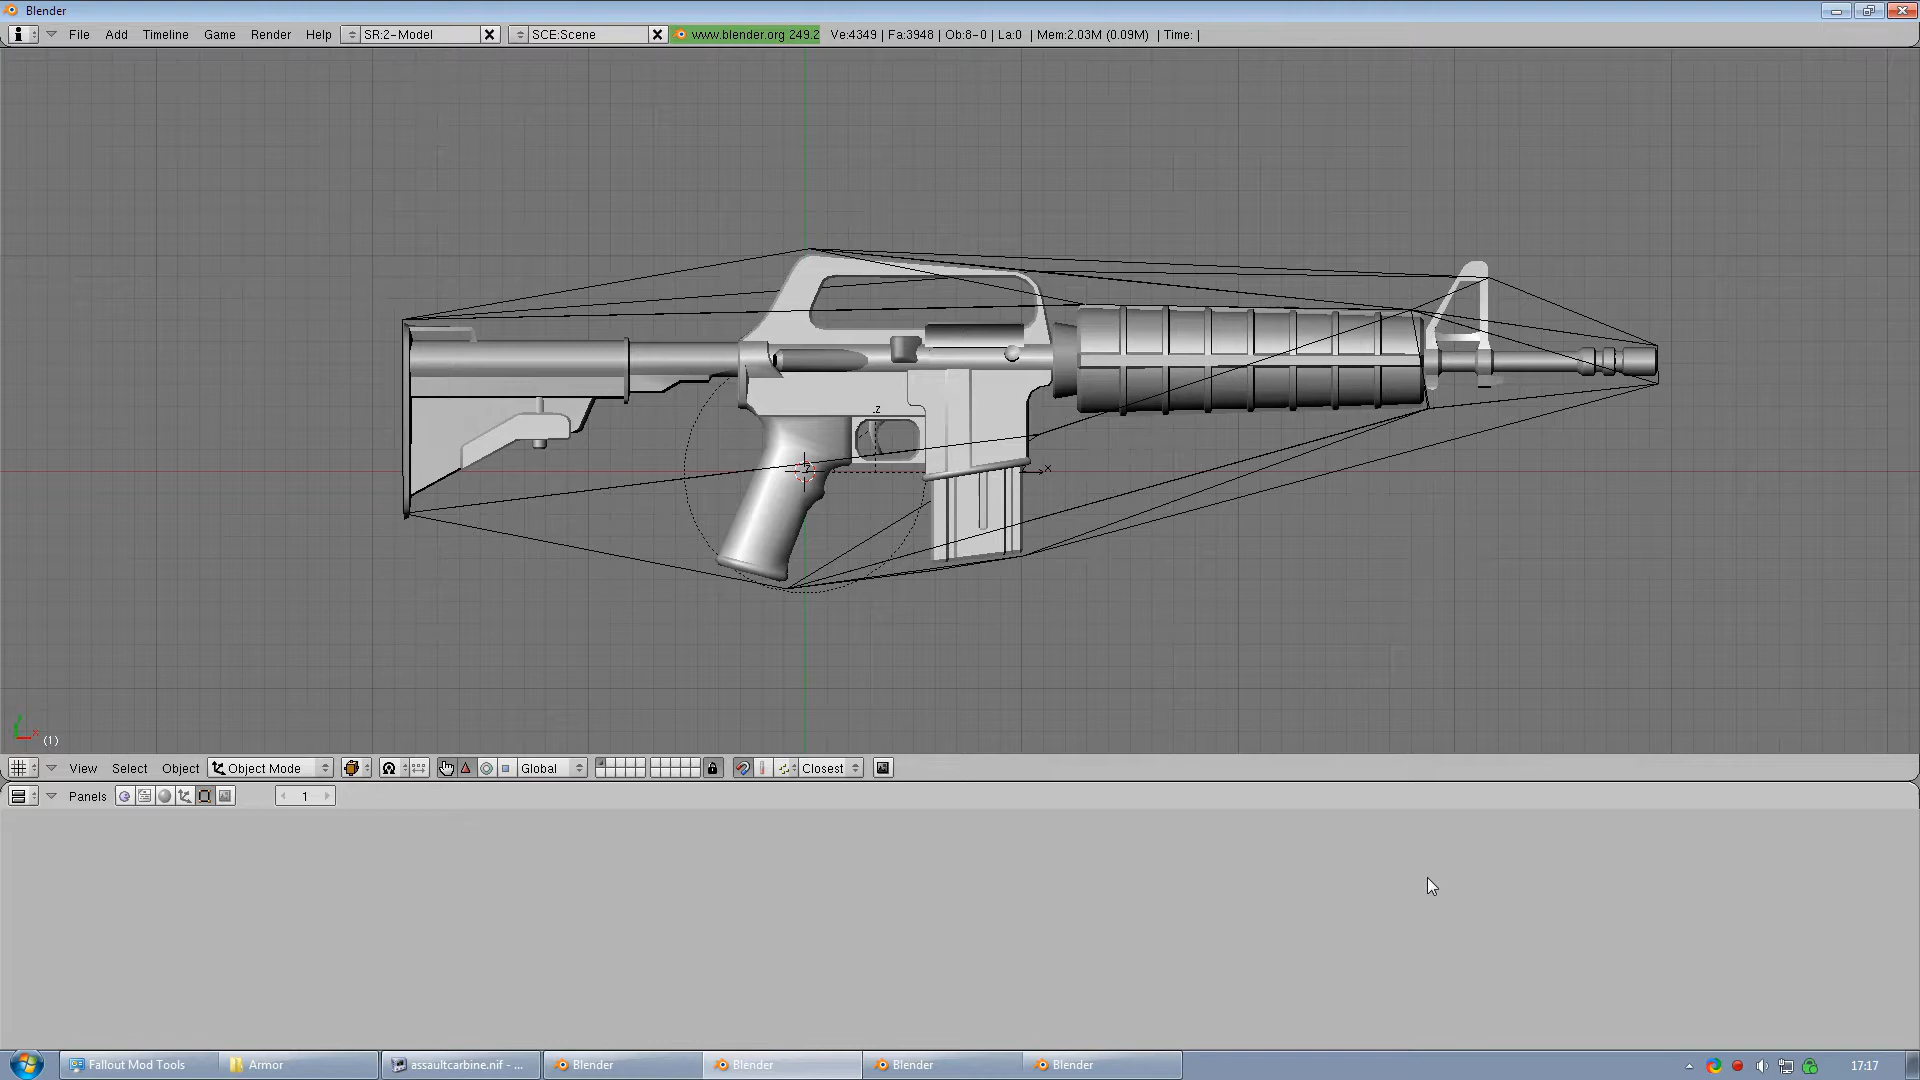 Blender
File Add Timeline Game Render Help SR:2-Model SCE:Scene www.blender.org 249.2 Ve:4349 | Fa:3948 | Ob:8-0 | La:0 | Mem:2.03M (0.09M) | Time: |
z
x
x
(1)
View Select Object Object Mode Global Closest
Panels 1
Fallout Mod Tools Armor assaultcarbine.nif - ... Blender Blender Blender Blender 17:17